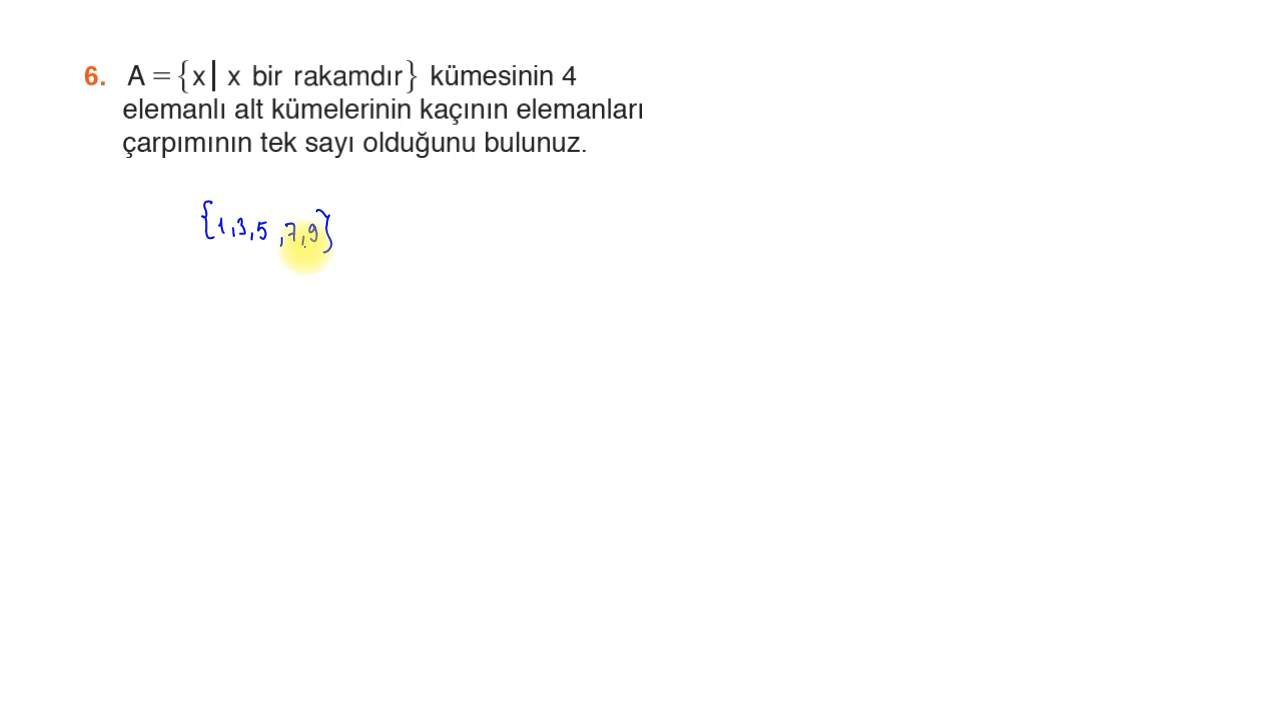 6. A = {x| x bir rakamdır} kümesinin 4
elemanlı alt kümelerinin kaçının elemanları
çarpımının tek sayı olduğunu bulunuz.
{1,3,5,7,9}